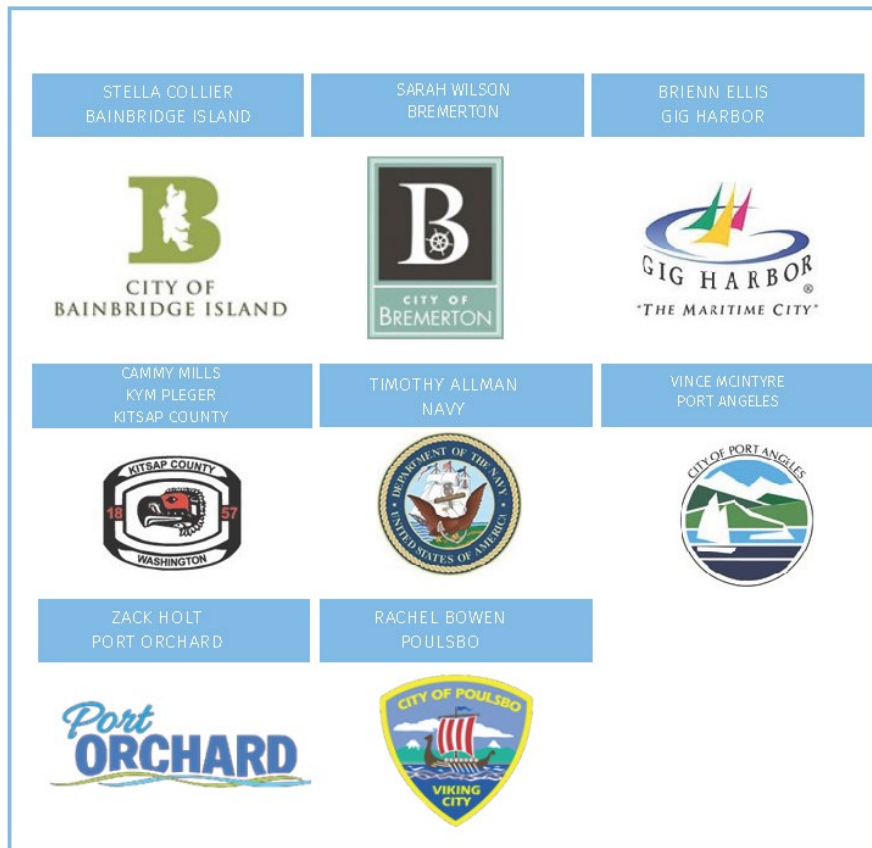 STELLA COLLIER
BAINBRIDGE ISLAND
SARAH WILSON
BREMERTON
BRIENN ELLIS
GIG HARBOR
B
CITY OF
BAINBRIDGE ISLAND
B
CITY OF
BREMERTON
GIG HARBOR
®
"THE MARITIME CITY"
CAMMY MILLS
KYM PLEGER
KITSAP COUNTY
TIMOTHY ALLMAN
NAVY
VINCE MCINTYRE
PORT ANGELES
KITSAP COUNTY
18 57
WASHINGTON
DEPARTMENT OF THE NAVY
UNITED STATES OF AMERICA
CITY OF PORT ANGELES
ZACK HOLT
PORT ORCHARD
RACHEL BOWEN
POULSBO
Port
ORCHARD
CITY OF POULSBO
VIKING
CITY